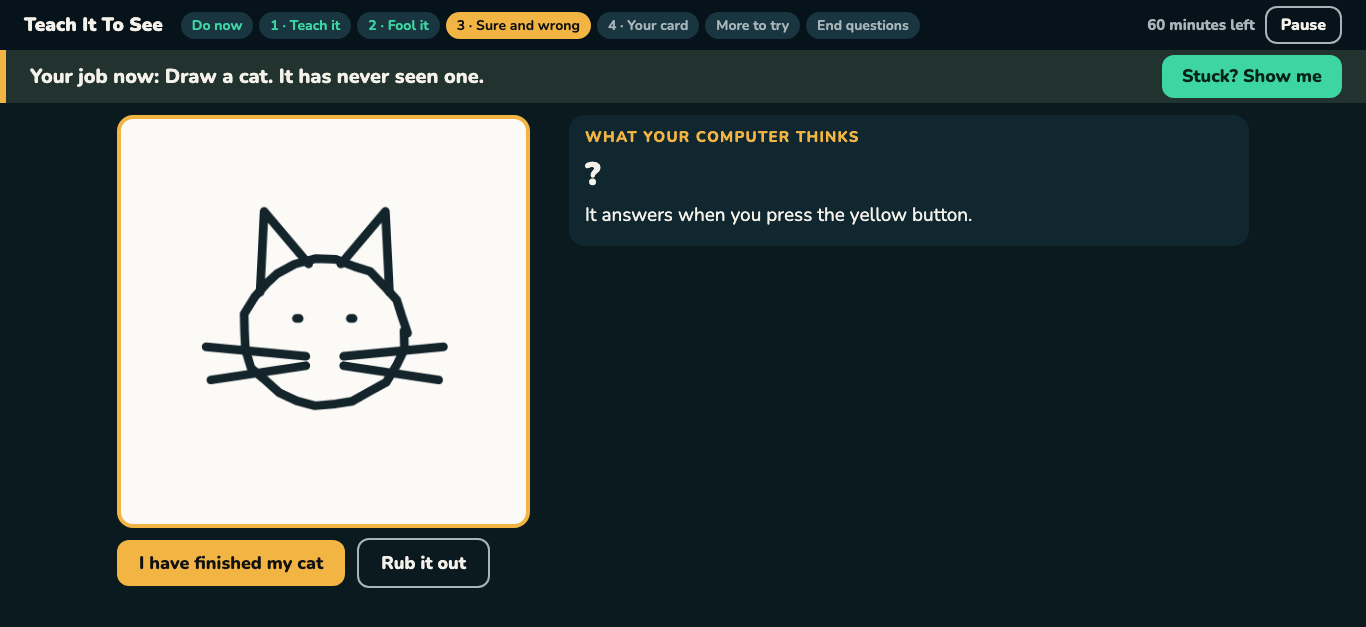 Teach It To See
Do now
1 · Teach it
2 · Fool it
3 · Sure and wrong
4 · Your card
More to try
End questions
60 minutes left
Pause
Your job now: Draw a cat. It has never seen one.
Stuck? Show me
WHAT YOUR COMPUTER THINKS
?
It answers when you press the yellow button.
I have finished my cat
Rub it out